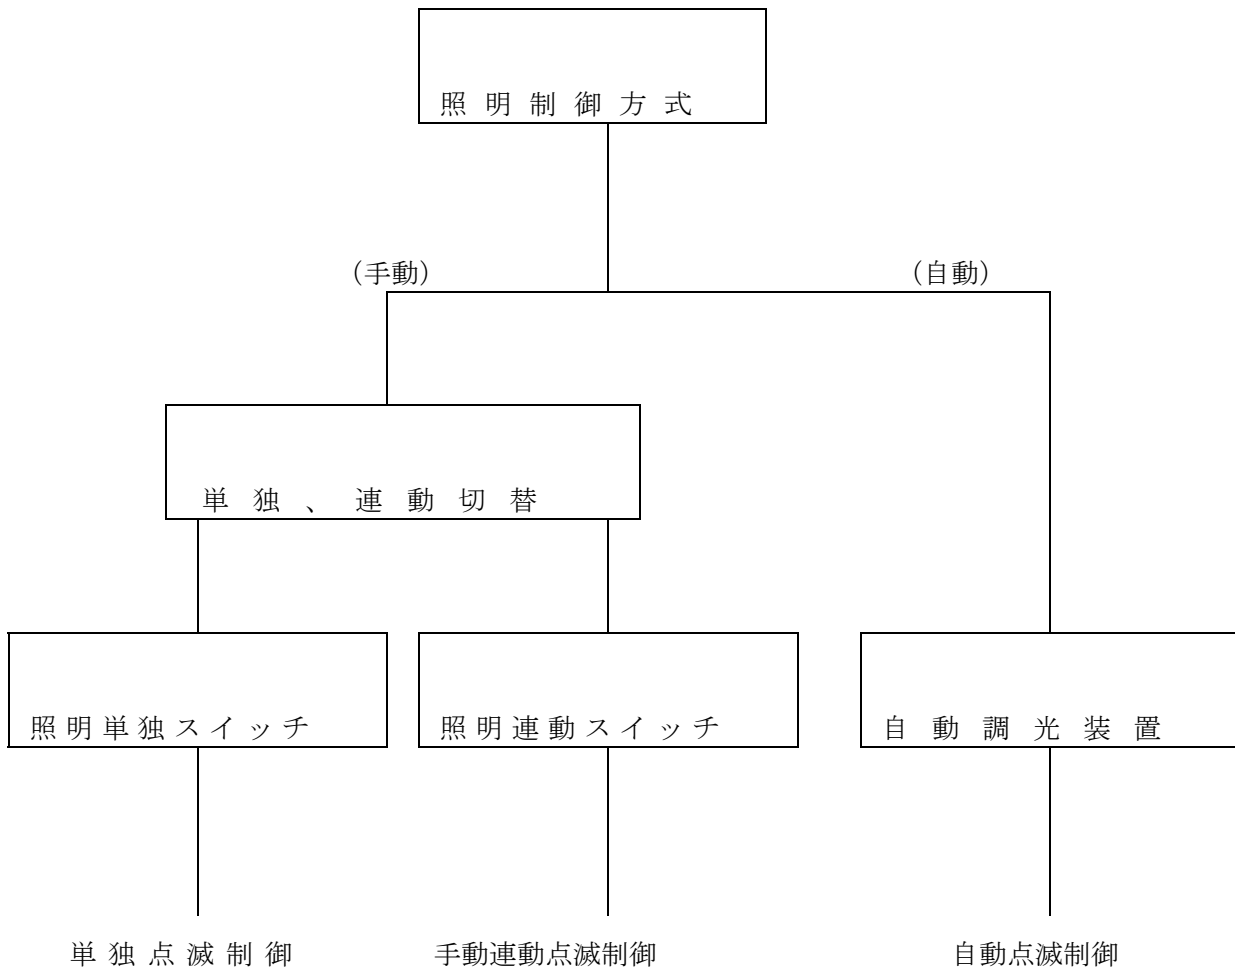 照明制御方式
(手動)
(自動)
単独、連動切替
照明単独スイッチ
照明連動スイッチ
自動調光装置
単独点滅制御
手動連動点滅制御
自動点滅制御